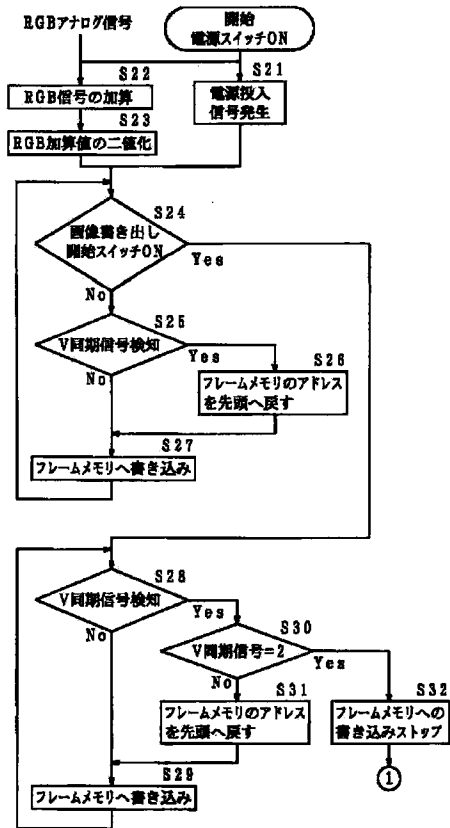 RGBアナログ信号
開始
電源スイッチON
S22
S21
RGB信号の加算
電源投入
信号発生
S23
RGB加算値の二値化
S24
画像書き出し
開始スイッチON
Yes
No
S25
V同期信号検知
Yes
No
S26
フレームメモリのアドレス
を先頭へ戻す
S27
フレームメモリへ書き込み
S28
V同期信号検知
Yes
No
S30
V同期信号=2
Yes
No
S31
フレームメモリのアドレス
を先頭へ戻す
S32
フレームメモリへの
書き込みストップ
S29
フレームメモリへ書き込み
1